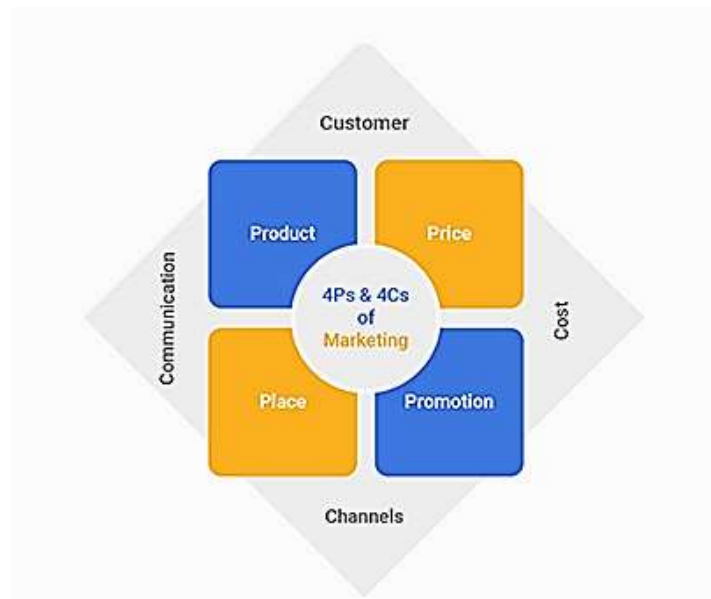 Customer
Product
Price
Communication
4Ps & 4Cs
of
Marketing
Cost
Place
Promotion
Channels